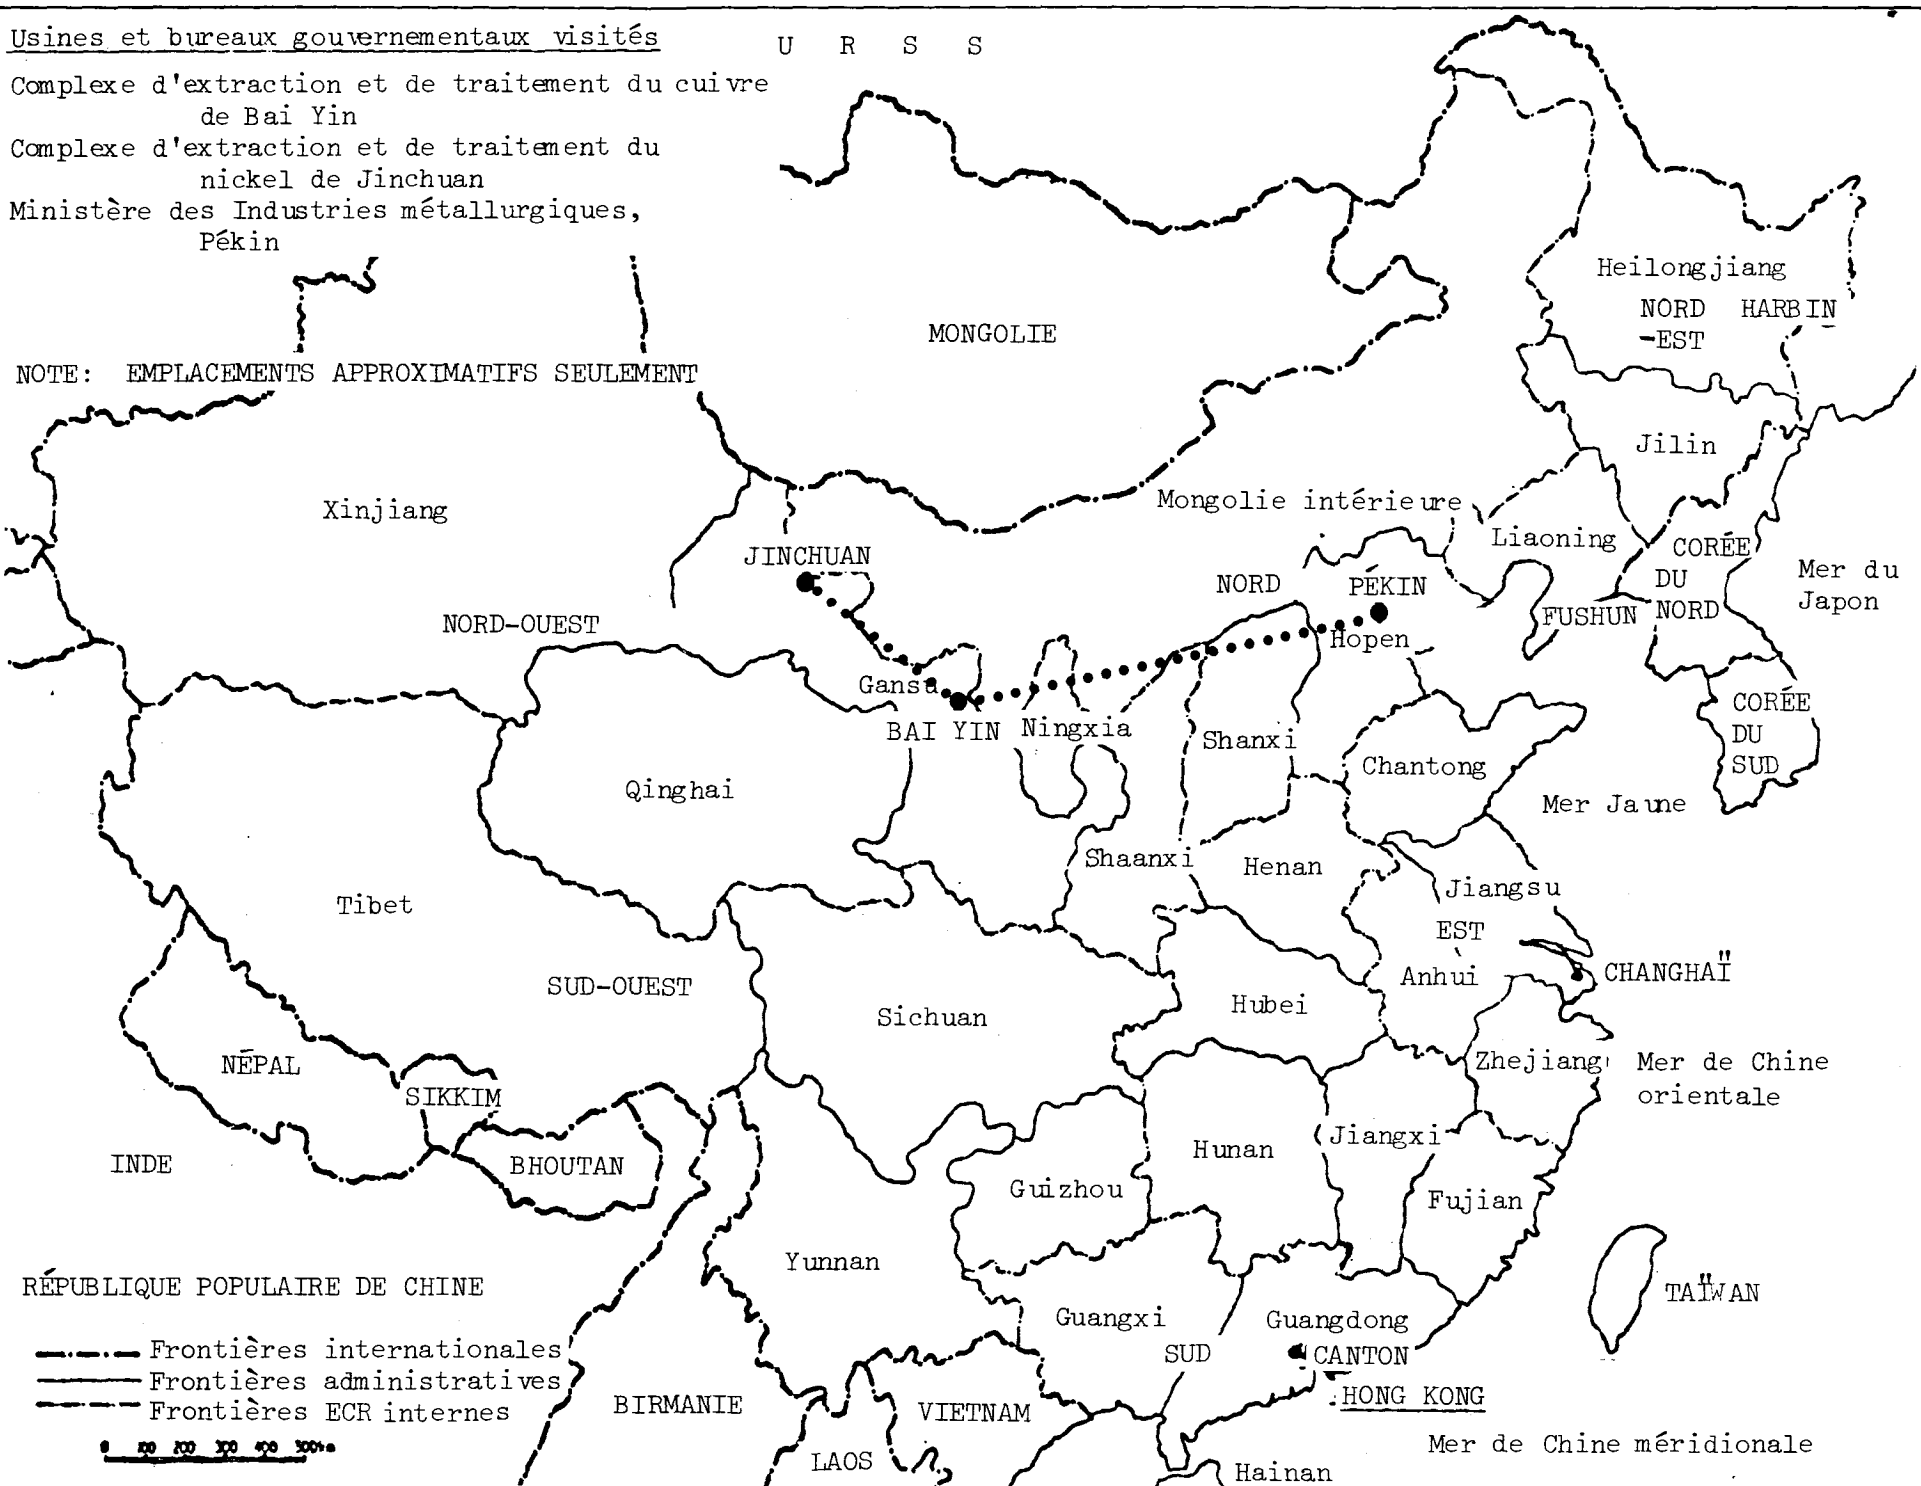 Usines et bureaux gouvernementaux visités
U R S S
Complexe d'extraction et de traitement du cuivre
de Bai Yin
Complexe d'extraction et de traitement du
nickel de Jinchuan
Ministère des Industries métallurgiques,
Pékin
Heilongjiang
NORD HARBIN
-EST
MONGOLIE
NOTE: EMPLACEMENTS APPROXIMATIFS SEULEMENT
Jilin
Xinjiang
Mongolie intérieure
Liaoning
CORÉE
DU
NORD
JINCHUAN
NORD
PÉKIN
Mer du
Japon
FUSHUN
NORD-OUEST
Hopen
Gansu
BAI YIN
Ningxia
Shanxi
CORÉE
DU
SUD
Chantong
Qinghai
Mer Jaune
Shaanxi
Henan
Jiangsu
Tibet
EST
Anhui
CHANGHAÏ
SUD-OUEST
Sichuan
Hubei
NÉPAL
Zhejiang
Mer de Chine
orientale
SIKKIM
Hunan
Jiangxi
INDE
BHOUTAN
Guizhou
Fujian
Yunnan
RÉPUBLIQUE POPULAIRE DE CHINE
TAÏWAN
Guangxi
Guangdong
Frontières internationales
SUD
CANTON
Frontières administratives
HONG KONG
Frontières ECR internes
BIRMANIE
VIETNAM
0 100 200 300 400 500km
LAOS
Mer de Chine méridionale
Hainan